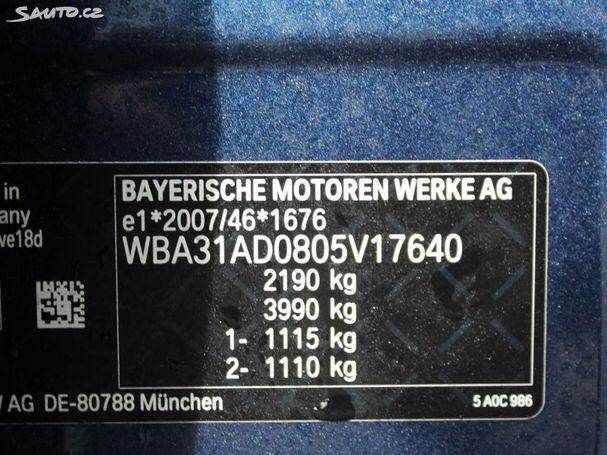 SAUTO.CZ
in
BAYERISCHE MOTOREN WERKE AG
any
e1*2007/46*1676
ve18d
WBA31AD0805V17640
2190 kg
3990 kg
1- 1115 kg
2- 1110 kg
AG DE-80788 München
5 A0C 986